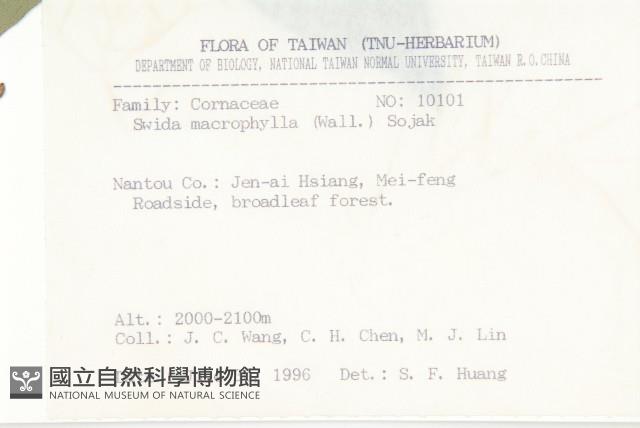 FLORA OF TAIWAN (TNU-HERBARIUM)
DEPARTMENT OF BIOLOGY, NATIONAL TAIWAN NORMAL UNIVERSITY, TAIWAN R.O.CHINA
Family: Cornaceae NO: 10101
Swida macrophylla (Wall.) Sojak
Nantou Co.: Jen-ai Hsiang, Mei-feng
Roadside, broadleaf forest.
Alt.: 2000-2100m
Coll.: J. C. Wang, C. H. Chen, M. J. Lin
1996 Det.: S. F. Huang
國立自然科學博物館
NATIONAL MUSEUM OF NATURAL SCIENCE